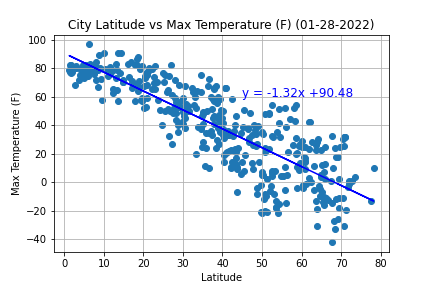 City Latitude vs Max Temperature (F) (01-28-2022)
100
80
60
40
20
0
−20
−40
Max Temperature (F)
y = -1.32x +90.48
0 10 20 30 40 50 60 70 80
Latitude